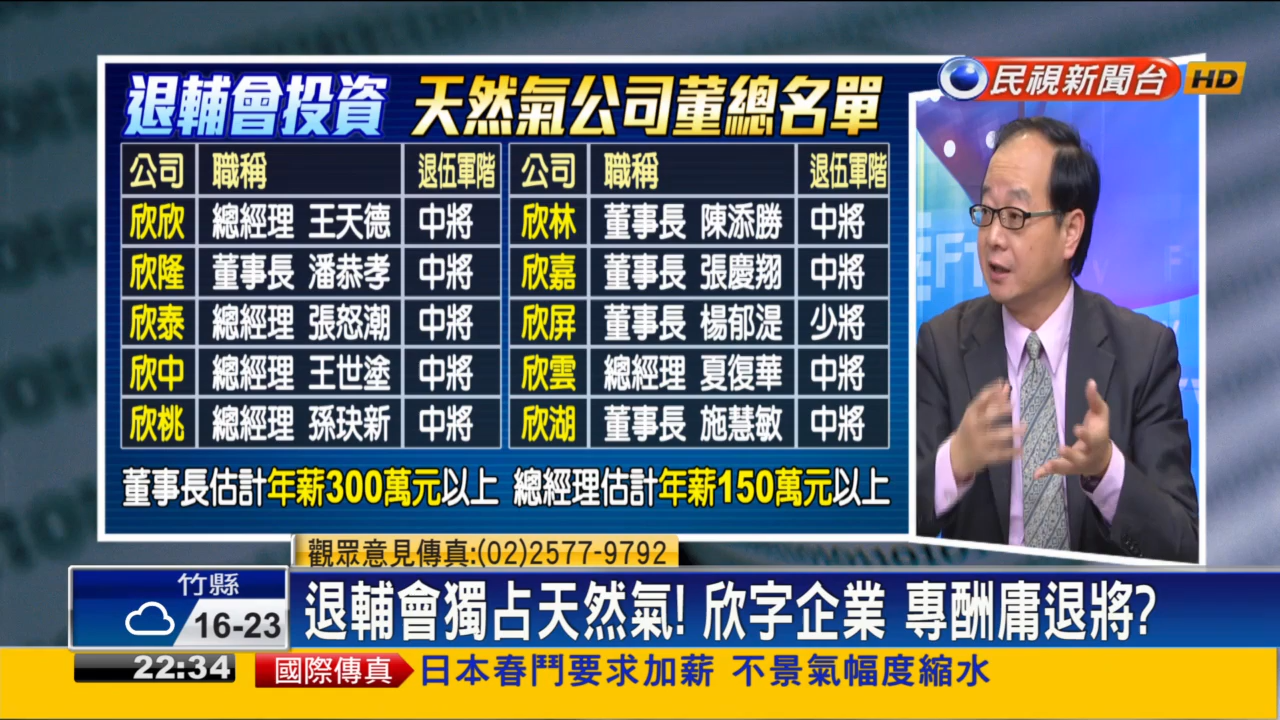 退輔會投資 天然氣公司董總名單
民視新聞台 HD
公司 職稱 退伍軍階 公司 職稱 退伍軍階
欣欣 總經理 王天德 中將 欣林 董事長 陳添勝 中將
欣隆 董事長 潘恭孝 中將 欣嘉 董事長 張慶翔 中將
欣泰 總經理 張怒潮 中將 欣屏 董事長 楊郁湜 少將
欣中 總經理 王世塗 中將 欣雲 總經理 夏復華 中將
欣桃 總經理 孫玦新 中將 欣湖 董事長 施慧敏 中將
董事長估計年薪300萬元以上 總經理估計年薪150萬元以上
觀眾意見傳真:(02)2577-9792
竹縣
16-23
退輔會獨占天然氣! 欣字企業 專酬庸退將?
22:34
國際傳真 日本春鬥要求加薪 不景氣幅度縮水